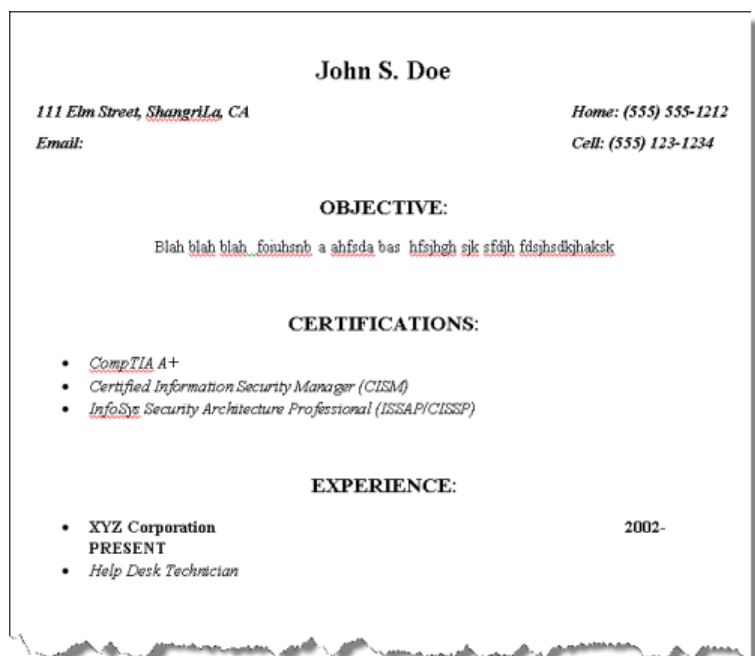 John S. Doe
111 Elm Street, ShangriLa, CA Home: (555) 555-1212
Email: Cell: (555) 123-1234
OBJECTIVE:
Blah blah blah foiuhsnb a ahfsda bas hfsjhgh sjk sfdjh fdsjhsdkjhaksk
CERTIFICATIONS:
• CompTIA A+
• Certified Information Security Manager (CISM)
• InfoSys Security Architecture Professional (ISSAP/CISSP)
EXPERIENCE:
• XYZ Corporation 2002-
PRESENT
• Help Desk Technician